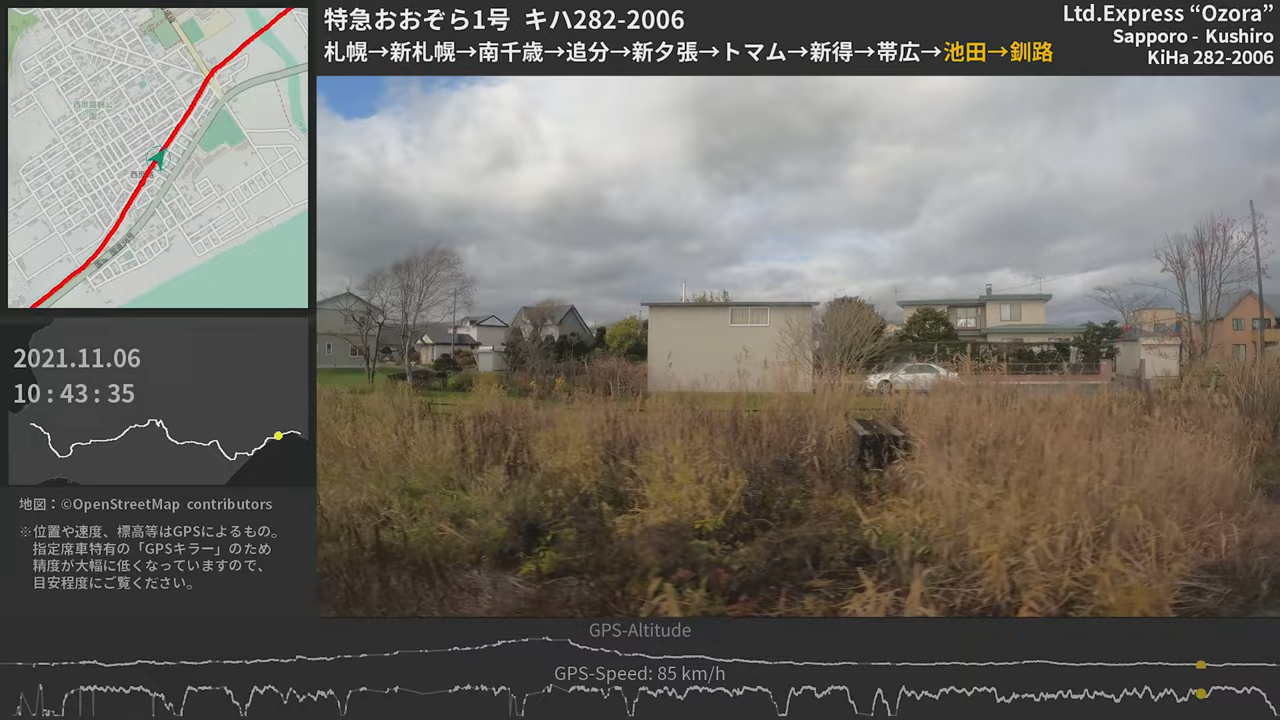 特急おおぞら1号 キハ282-2006
札幌→新札幌→南千歳→追分→新夕張→トマム→新得→帯広→池田→釧路
Ltd.Express “Ozora”
Sapporo - Kushiro
KiHa 282-2006
2021.11.06
10 : 43 : 35
地図：©OpenStreetMap contributors
※位置や速度、標高等はGPSによるもの。
指定席車特有の「GPSキラー」のため
精度が大幅に低くなっていますので、
目安程度にご覧ください。
GPS-Altitude
GPS-Speed: 85 km/h